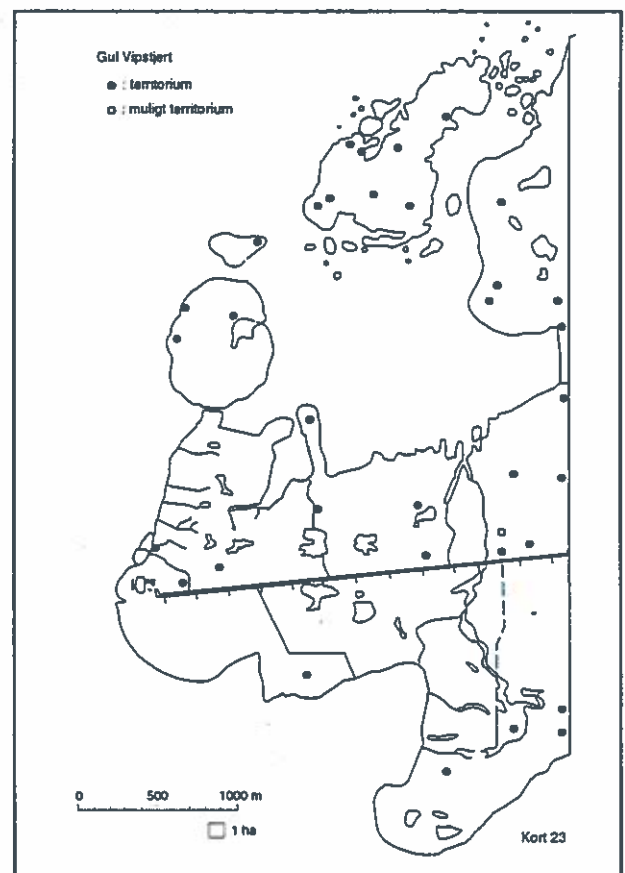 Gul Vipstjert
: territorium
: muligt territorium
0 500 1000 m
1 ha
Kort 23